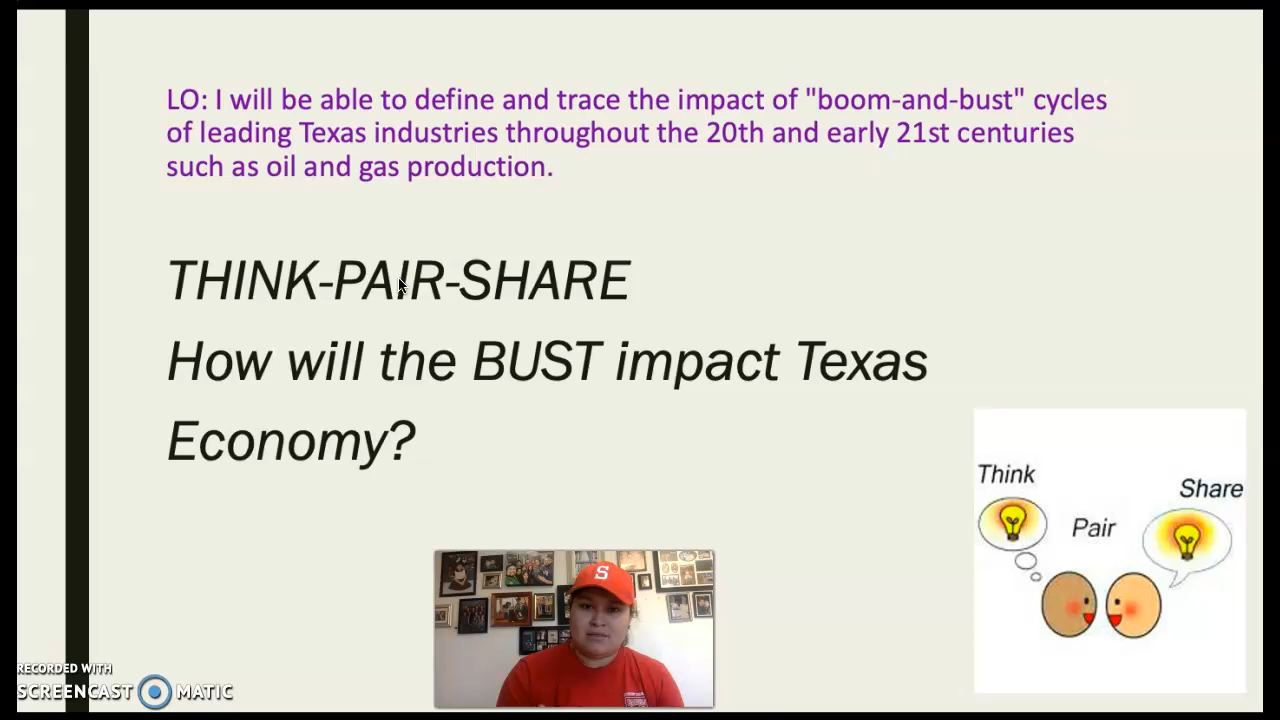 LO: I will be able to define and trace the impact of "boom-and-bust" cycles
of leading Texas industries throughout the 20th and early 21st centuries
such as oil and gas production.
THINK-PAIR-SHARE
How will the BUST impact Texas
Economy?
Think
Share
Pair
S
RECORDED WITH
SCREENCAST MATIC